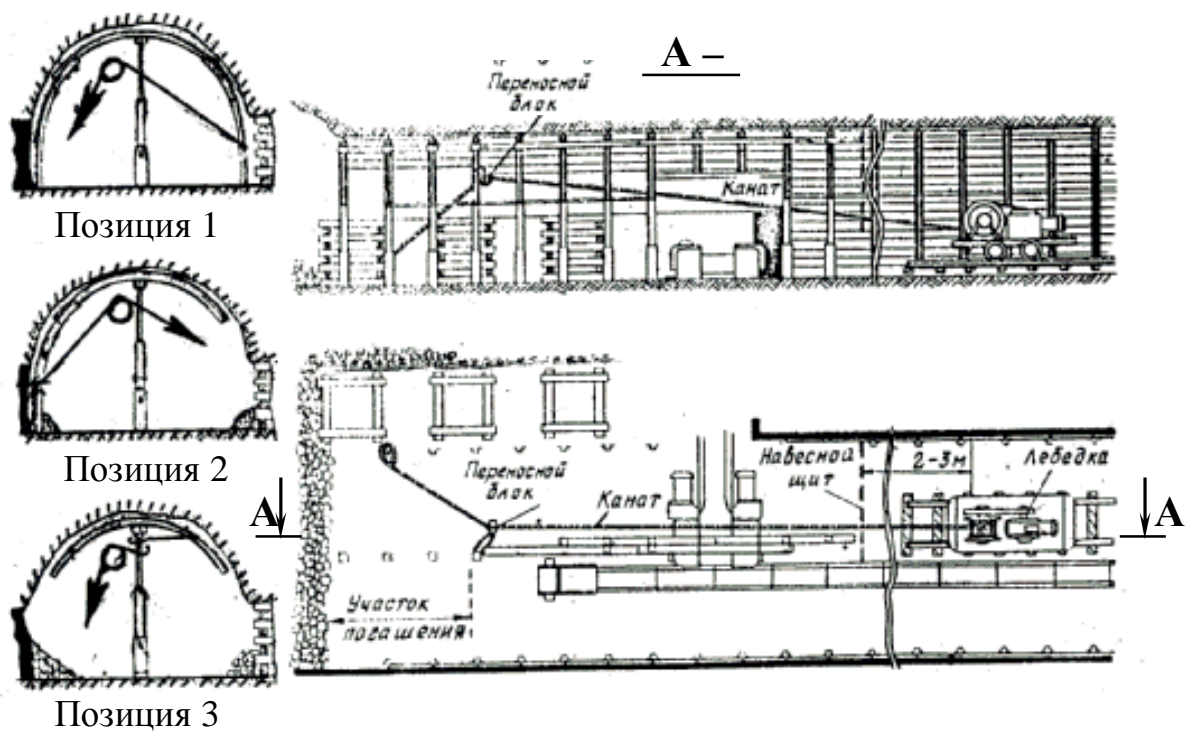 Позиция 1
Позиция 2
Позиция 3
А –
Переносной
блок
Канат
Переносной
блок
Канат
Навесной
щит
2-3м
Лебедка
А
А
Участок
погашения